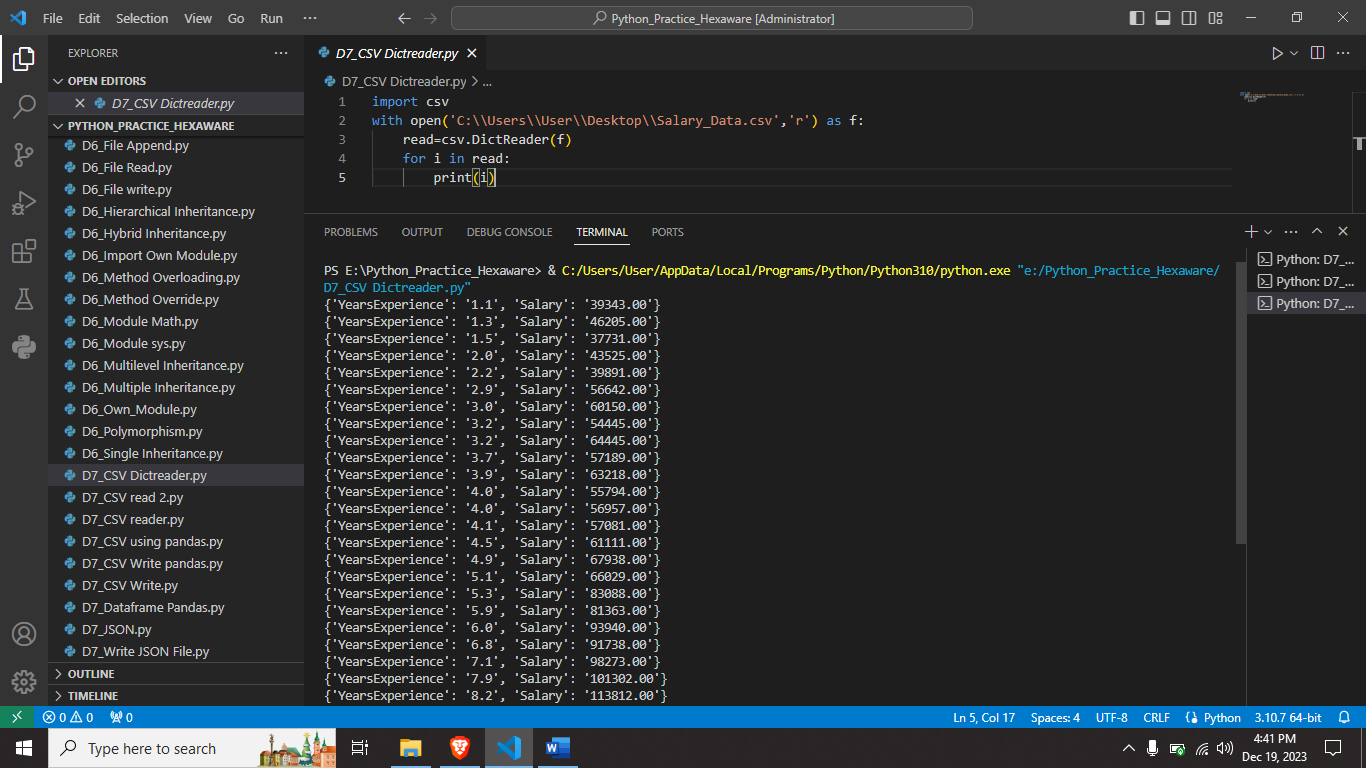 File Edit Selection View Go Run ···
Python_Practice_Hexaware [Administrator]
EXPLORER
OPEN EDITORS
D7_CSV Dictreader.py
PYTHON_PRACTICE_HEXAWARE
D6_File Append.py
D6_File Read.py
D6_File write.py
D6_Hierarchical Inheritance.py
D6_Hybrid Inheritance.py
D6_Import Own Module.py
D6_Method Overloading.py
D6_Method Override.py
D6_Module Math.py
D6_Module sys.py
D6_Multilevel Inheritance.py
D6_Multiple Inheritance.py
D6_Own_Module.py
D6_Polymorphism.py
D6_Single Inheritance.py
D7_CSV Dictreader.py
D7_CSV read 2.py
D7_CSV reader.py
D7_CSV using pandas.py
D7_CSV Write pandas.py
D7_CSV Write.py
D7_Dataframe Pandas.py
D7_JSON.py
D7_Write JSON File.py
OUTLINE
TIMELINE
D7_CSV Dictreader.py
D7_CSV Dictreader.py > ...
1 import csv
2 with open('C:\\Users\\User\\Desktop\\Salary_Data.csv','r') as f:
3 read=csv.DictReader(f)
4 for i in read:
5 print(i)
PROBLEMS OUTPUT DEBUG CONSOLE TERMINAL PORTS
PS E:\Python_Practice_Hexaware> & C:/Users/User/AppData/Local/Programs/Python/Python310/python.exe "e:/Python_Practice_Hexaware/
D7_CSV Dictreader.py"
{'YearsExperience': '1.1', 'Salary': '39343.00'}
{'YearsExperience': '1.3', 'Salary': '46205.00'}
{'YearsExperience': '1.5', 'Salary': '37731.00'}
{'YearsExperience': '2.0', 'Salary': '43525.00'}
{'YearsExperience': '2.2', 'Salary': '39891.00'}
{'YearsExperience': '2.9', 'Salary': '56642.00'}
{'YearsExperience': '3.0', 'Salary': '60150.00'}
{'YearsExperience': '3.2', 'Salary': '54445.00'}
{'YearsExperience': '3.2', 'Salary': '64445.00'}
{'YearsExperience': '3.7', 'Salary': '57189.00'}
{'YearsExperience': '3.9', 'Salary': '63218.00'}
{'YearsExperience': '4.0', 'Salary': '55794.00'}
{'YearsExperience': '4.0', 'Salary': '56957.00'}
{'YearsExperience': '4.1', 'Salary': '57081.00'}
{'YearsExperience': '4.5', 'Salary': '61111.00'}
{'YearsExperience': '4.9', 'Salary': '67938.00'}
{'YearsExperience': '5.1', 'Salary': '66029.00'}
{'YearsExperience': '5.3', 'Salary': '83088.00'}
{'YearsExperience': '5.9', 'Salary': '81363.00'}
{'YearsExperience': '6.0', 'Salary': '93940.00'}
{'YearsExperience': '6.8', 'Salary': '91738.00'}
{'YearsExperience': '7.1', 'Salary': '98273.00'}
{'YearsExperience': '7.9', 'Salary': '101302.00'}
{'YearsExperience': '8.2', 'Salary': '113812.00'}
Python: D7_...
Python: D7_...
Python: D7_...
0 0 0
Ln 5, Col 17 Spaces: 4 UTF-8 CRLF Python 3.10.7 64-bit
Type here to search
4:41 PM
Dec 19, 2023